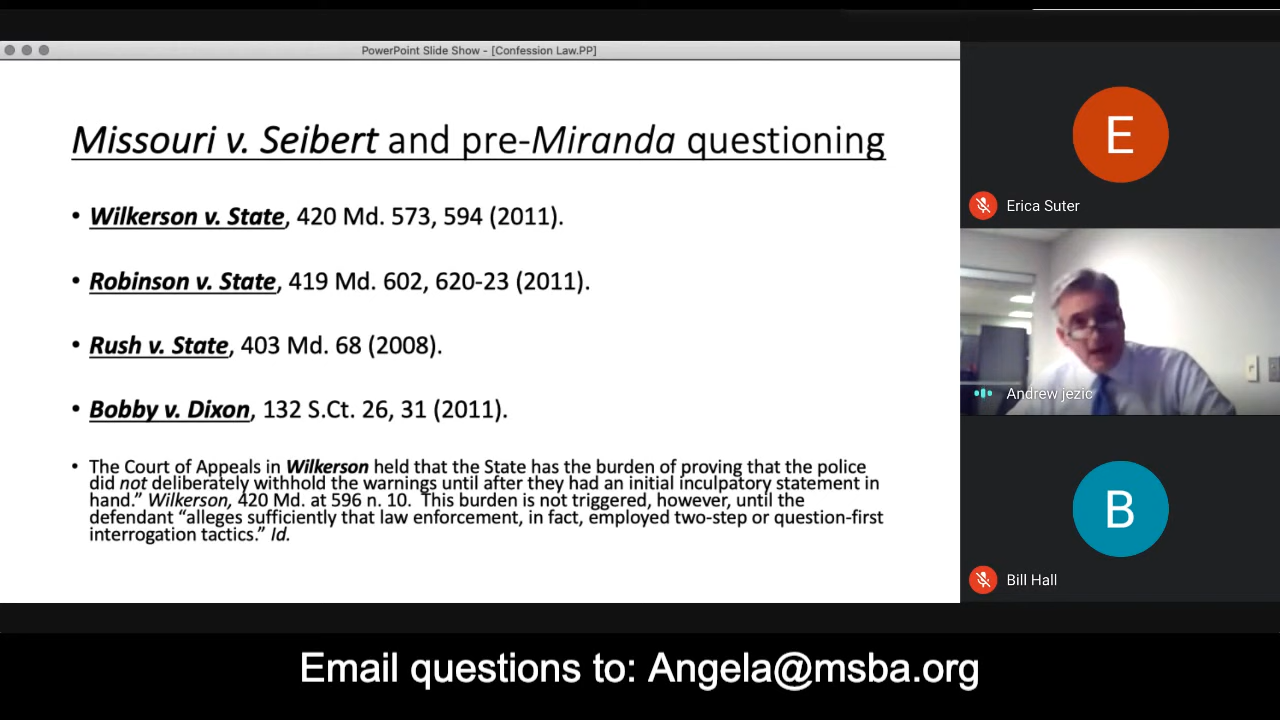 PowerPoint Slide Show - [Confession Law.PP]
Missouri v. Seibert and pre-Miranda questioning
• Wilkerson v. State, 420 Md. 573, 594 (2011).
• Robinson v. State, 419 Md. 602, 620-23 (2011).
• Rush v. State, 403 Md. 68 (2008).
• Bobby v. Dixon, 132 S.Ct. 26, 31 (2011).
• The Court of Appeals in Wilkerson held that the State has the burden of proving that the police
did not deliberately withhold the warnings until after they had an initial inculpatory statement in
hand.” Wilkerson, 420 Md. at 596 n. 10.  This burden is not triggered, however, until the
defendant “alleges sufficiently that law enforcement, in fact, employed two-step or question-first
interrogation tactics.” Id.
E
Erica Suter
Andrew jezic
B
Bill Hall
Email questions to: Angela@msba.org